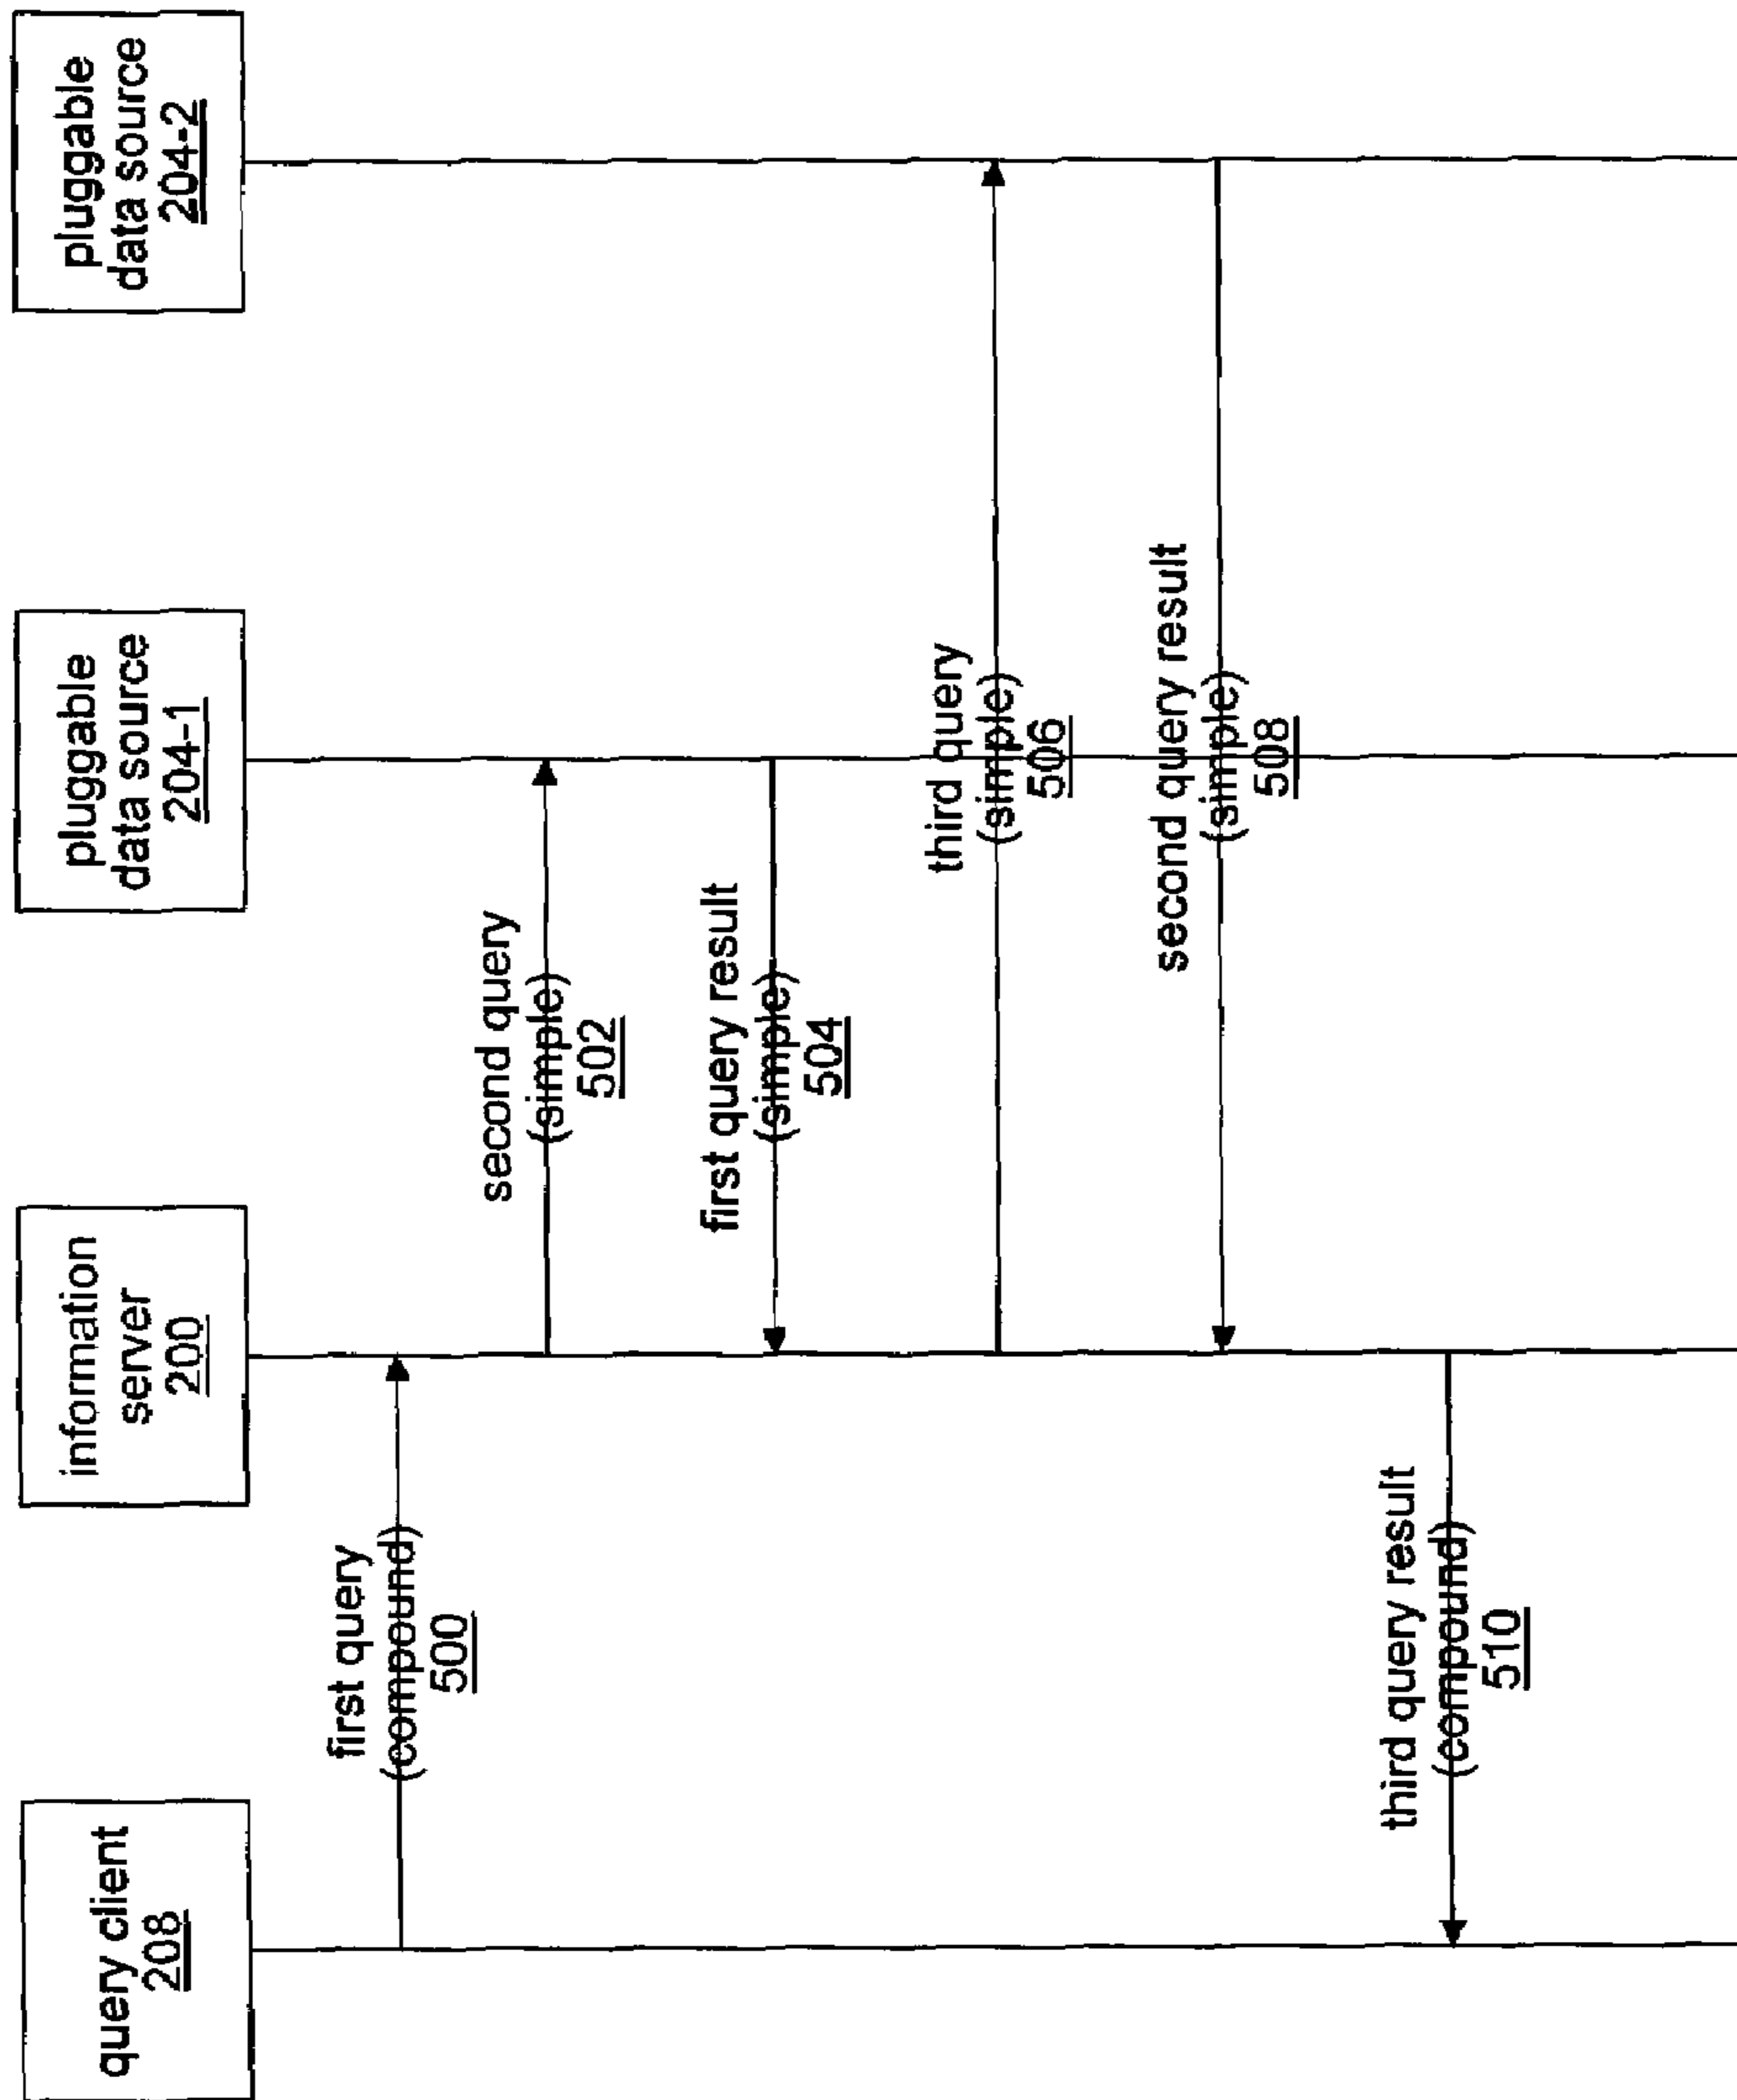 query client
208
information
server
200
pluggable
data source
204-1
pluggable
data source
204-2
first query
(compound)
500
second query
(simple)
502
first query result
(simple)
504
third query
(simple)
506
second query result
(simple)
508
third query result
(compound)
510